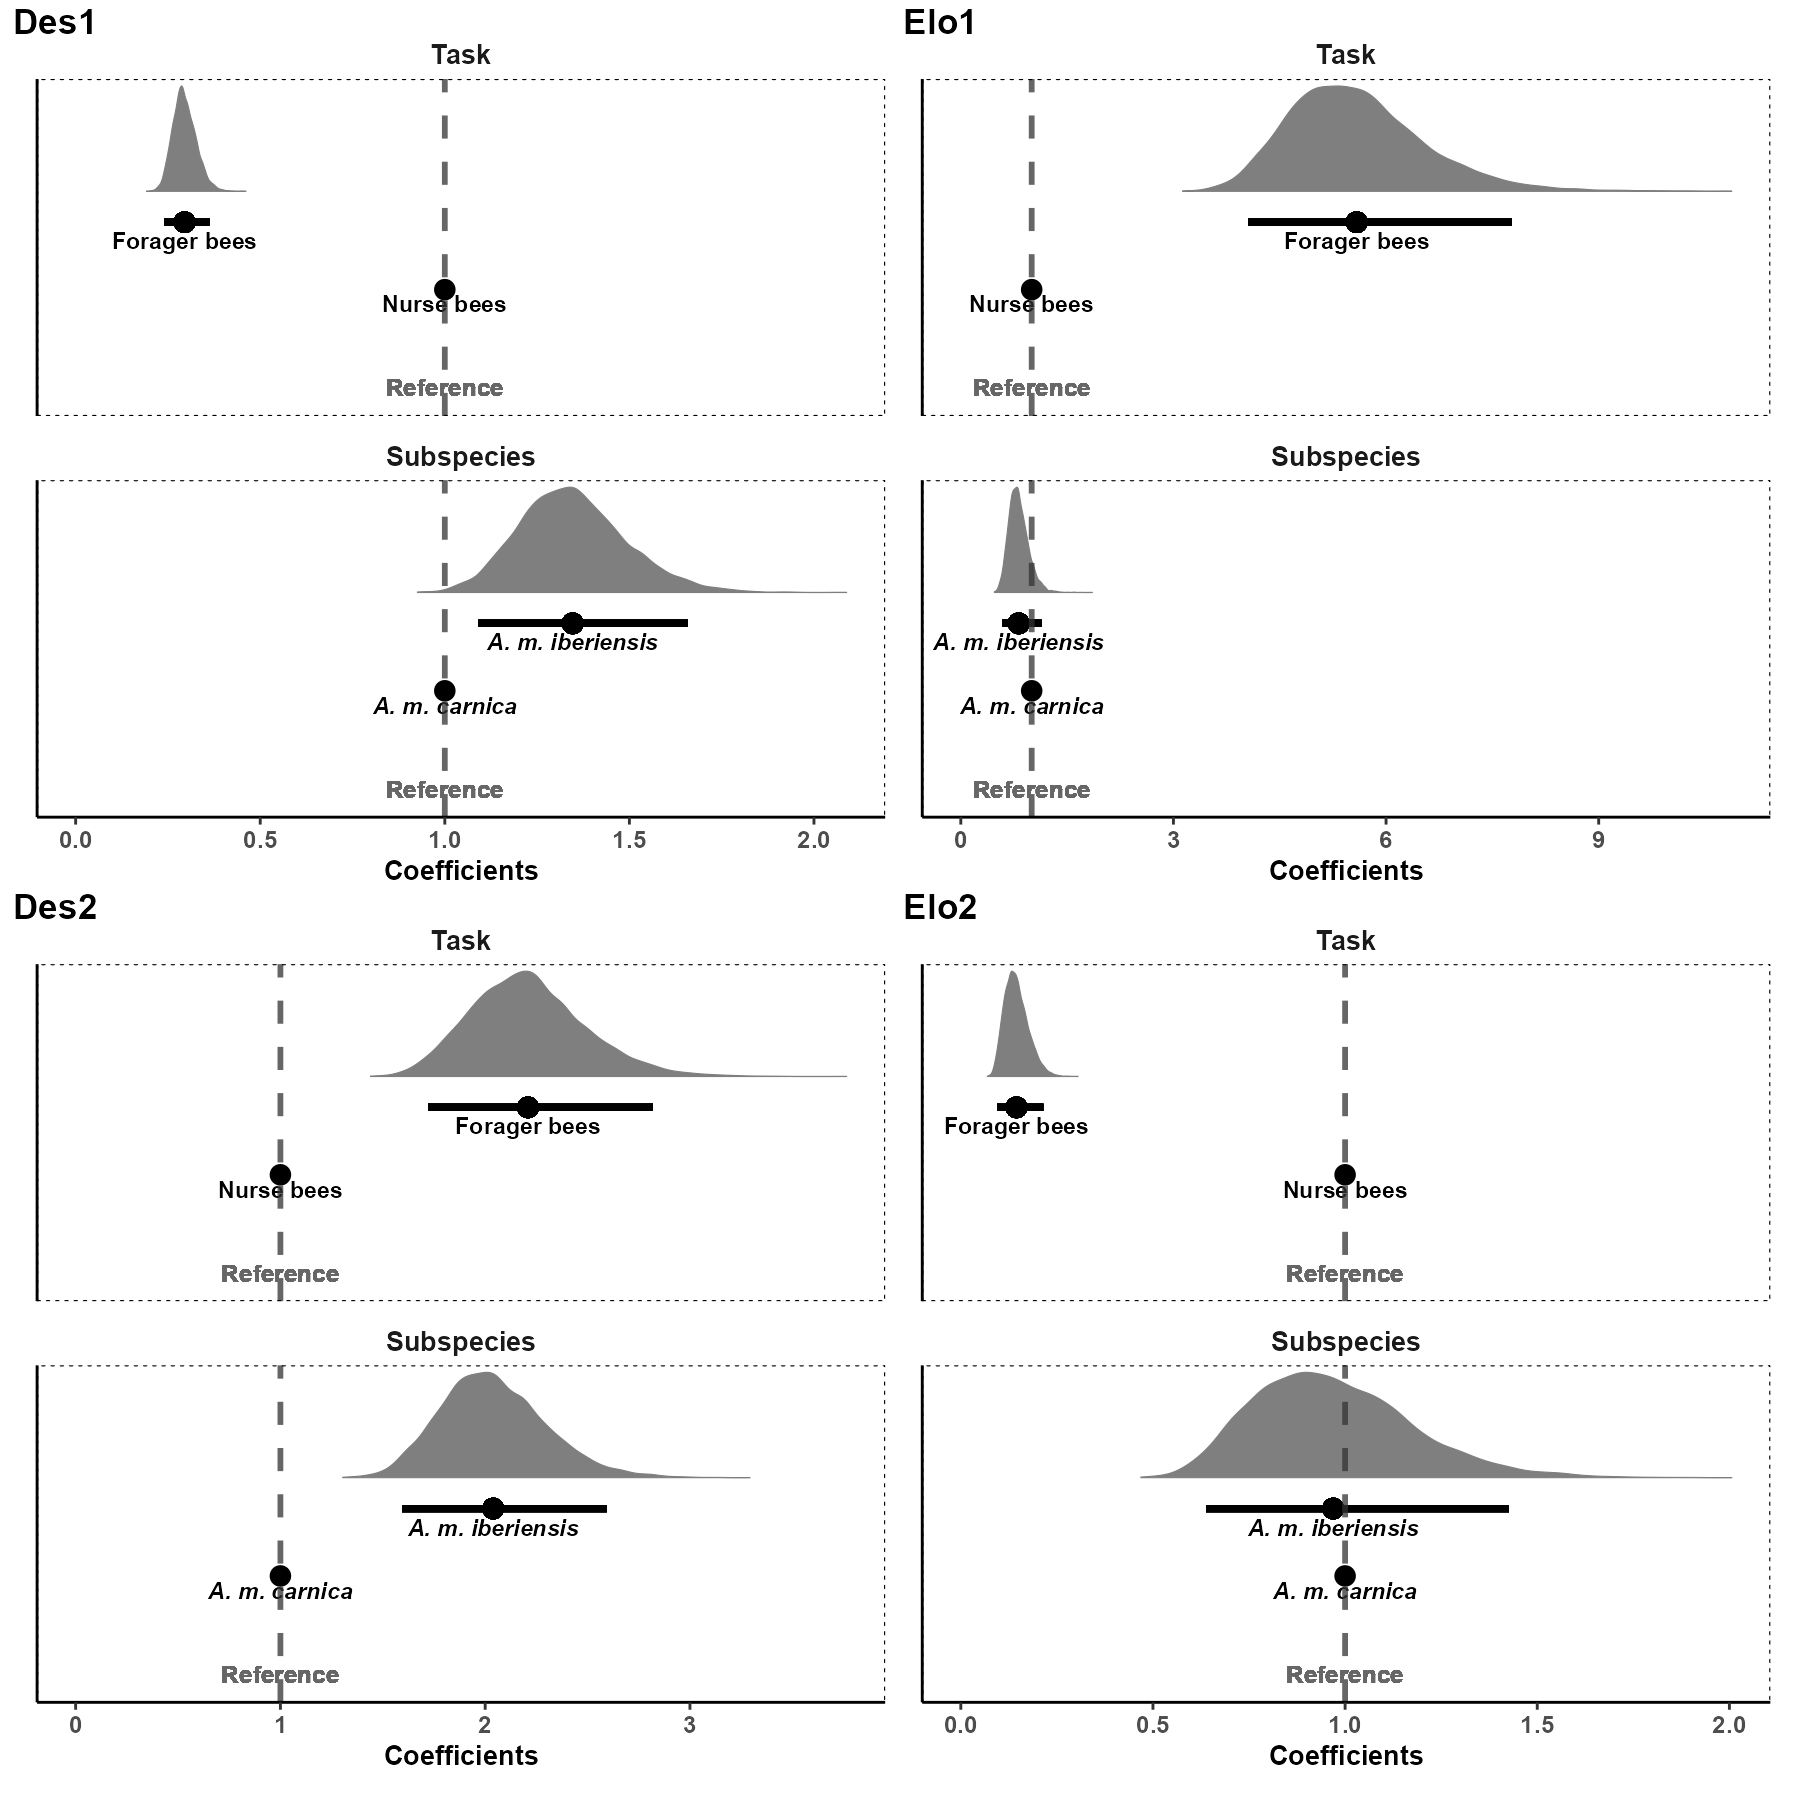 Des1
Task
Forager bees
Nurse bees
Reference
Subspecies
A. m. iberiensis
A. m. carnica
Reference
0.0 0.5 1.0 1.5 2.0
Coefficients
Elo1
Task
Forager bees
Nurse bees
Reference
Subspecies
A. m. iberiensis
A. m. carnica
Reference
0 3 6 9
Coefficients
Des2
Task
Forager bees
Nurse bees
Reference
Subspecies
A. m. iberiensis
A. m. carnica
Reference
0 1 2 3
Coefficients
Elo2
Task
Forager bees
Nurse bees
Reference
Subspecies
A. m. iberiensis
A. m. carnica
Reference
0.0 0.5 1.0 1.5 2.0
Coefficients